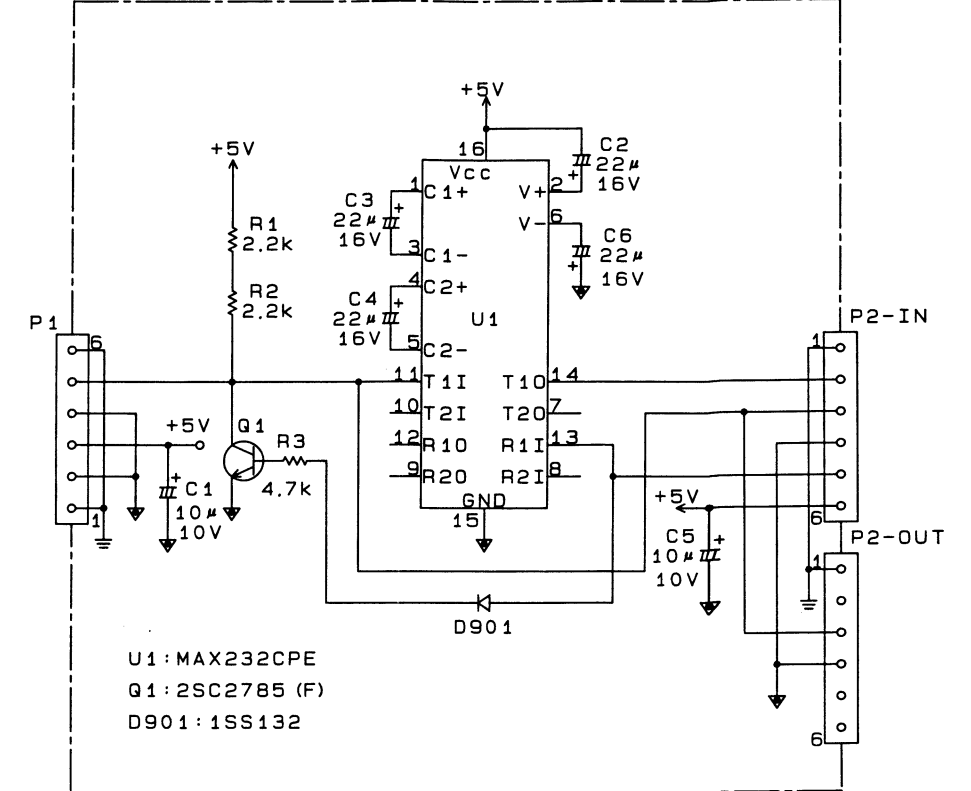 +5V
+5V
16
Vcc
C2
22μ
16V
1
C1+
V+
2
C3
22μ
16V
V-
6
R1
2.2k
C6
22μ
16V
3
C1-
4
C2+
R2
2.2k
C4
22μ
16V
U1
P1
P2-IN
6
5
C2-
1
11
T1I
T1O
14
10
T2I
T2O
7
+5V
Q1
R3
12
R1O
R1I
13
9
R2O
R2I
8
C1
10μ
10V
4.7k
+5V
GND
15
1
6
C5
10μ
10V
P2-OUT
1
D901
U1:MAX232CPE
Q1:2SC2785 (F)
D901:1SS132
6